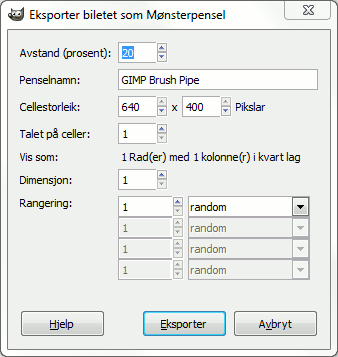 Eksporter biletet som Mønsterpensel
Avstand (prosent): 20
Penselnamn: GIMP Brush Pipe
Cellestorleik: 640 x 400 Pikslar
Talet på celler: 1
Vis som: 1 Rad(er) med 1 kolonne(r) i kvart lag
Dimensjon: 1
Rangering: 1 random
1 random
1 random
1 random
Hjelp Eksporter Avbryt